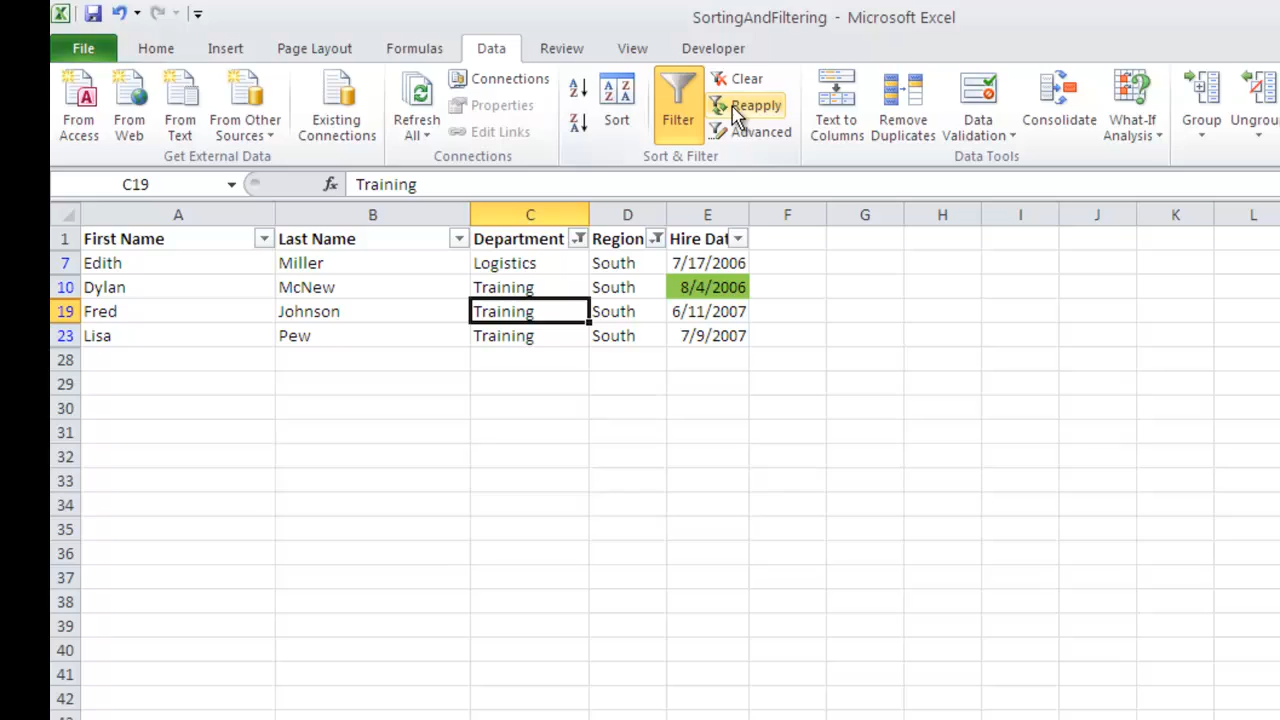 SortingAndFiltering - Microsoft Excel
File Home Insert Page Layout Formulas Data Review View Developer
From Access
From Web
From Text
From Other Sources
Existing Connections
Get External Data
Refresh All
Connections
Properties
Edit Links
Connections
Sort
Filter
Clear
Reapply
Advanced
Sort & Filter
Text to Columns
Remove Duplicates
Data Validation
Consolidate
What-If Analysis
Data Tools
Group
Ungrou
C19 fx Training
A B C D E F G H I J K L
1 First Name Last Name Department Region Hire Dat
7 Edith Miller Logistics South 7/17/2006
10 Dylan McNew Training South 8/4/2006
19 Fred Johnson Training South 6/11/2007
23 Lisa Pew Training South 7/9/2007
28
29
30
31
32
33
34
35
36
37
38
39
40
41
42